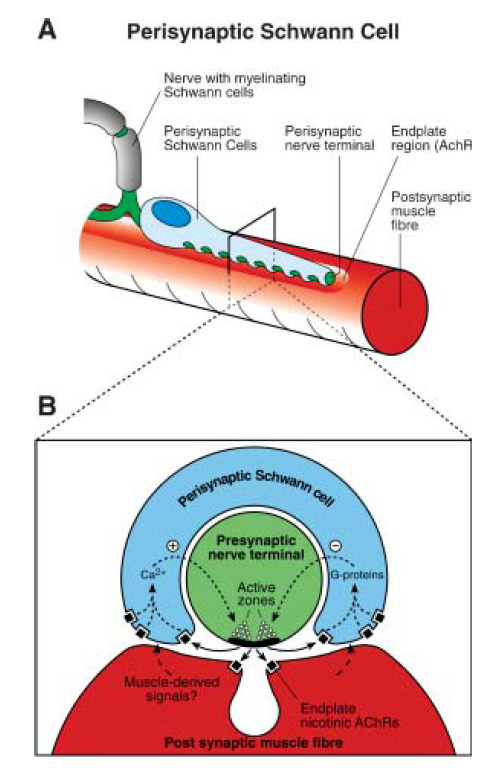 A
Perisynaptic Schwann Cell
Nerve with myelinating
Schwann cells
Perisynaptic
Schwann Cells
Perisynaptic
nerve terminal
Endplate
region (AchR
Postsynaptic
muscle
fibre
B
Perisynaptic Schwann cell
+
−
Presynaptic
nerve terminal
Ca2+
G-proteins
Active
zones
Muscle-derived
signals?
Endplate
nicotinic AChRs
Post synaptic muscle fibre